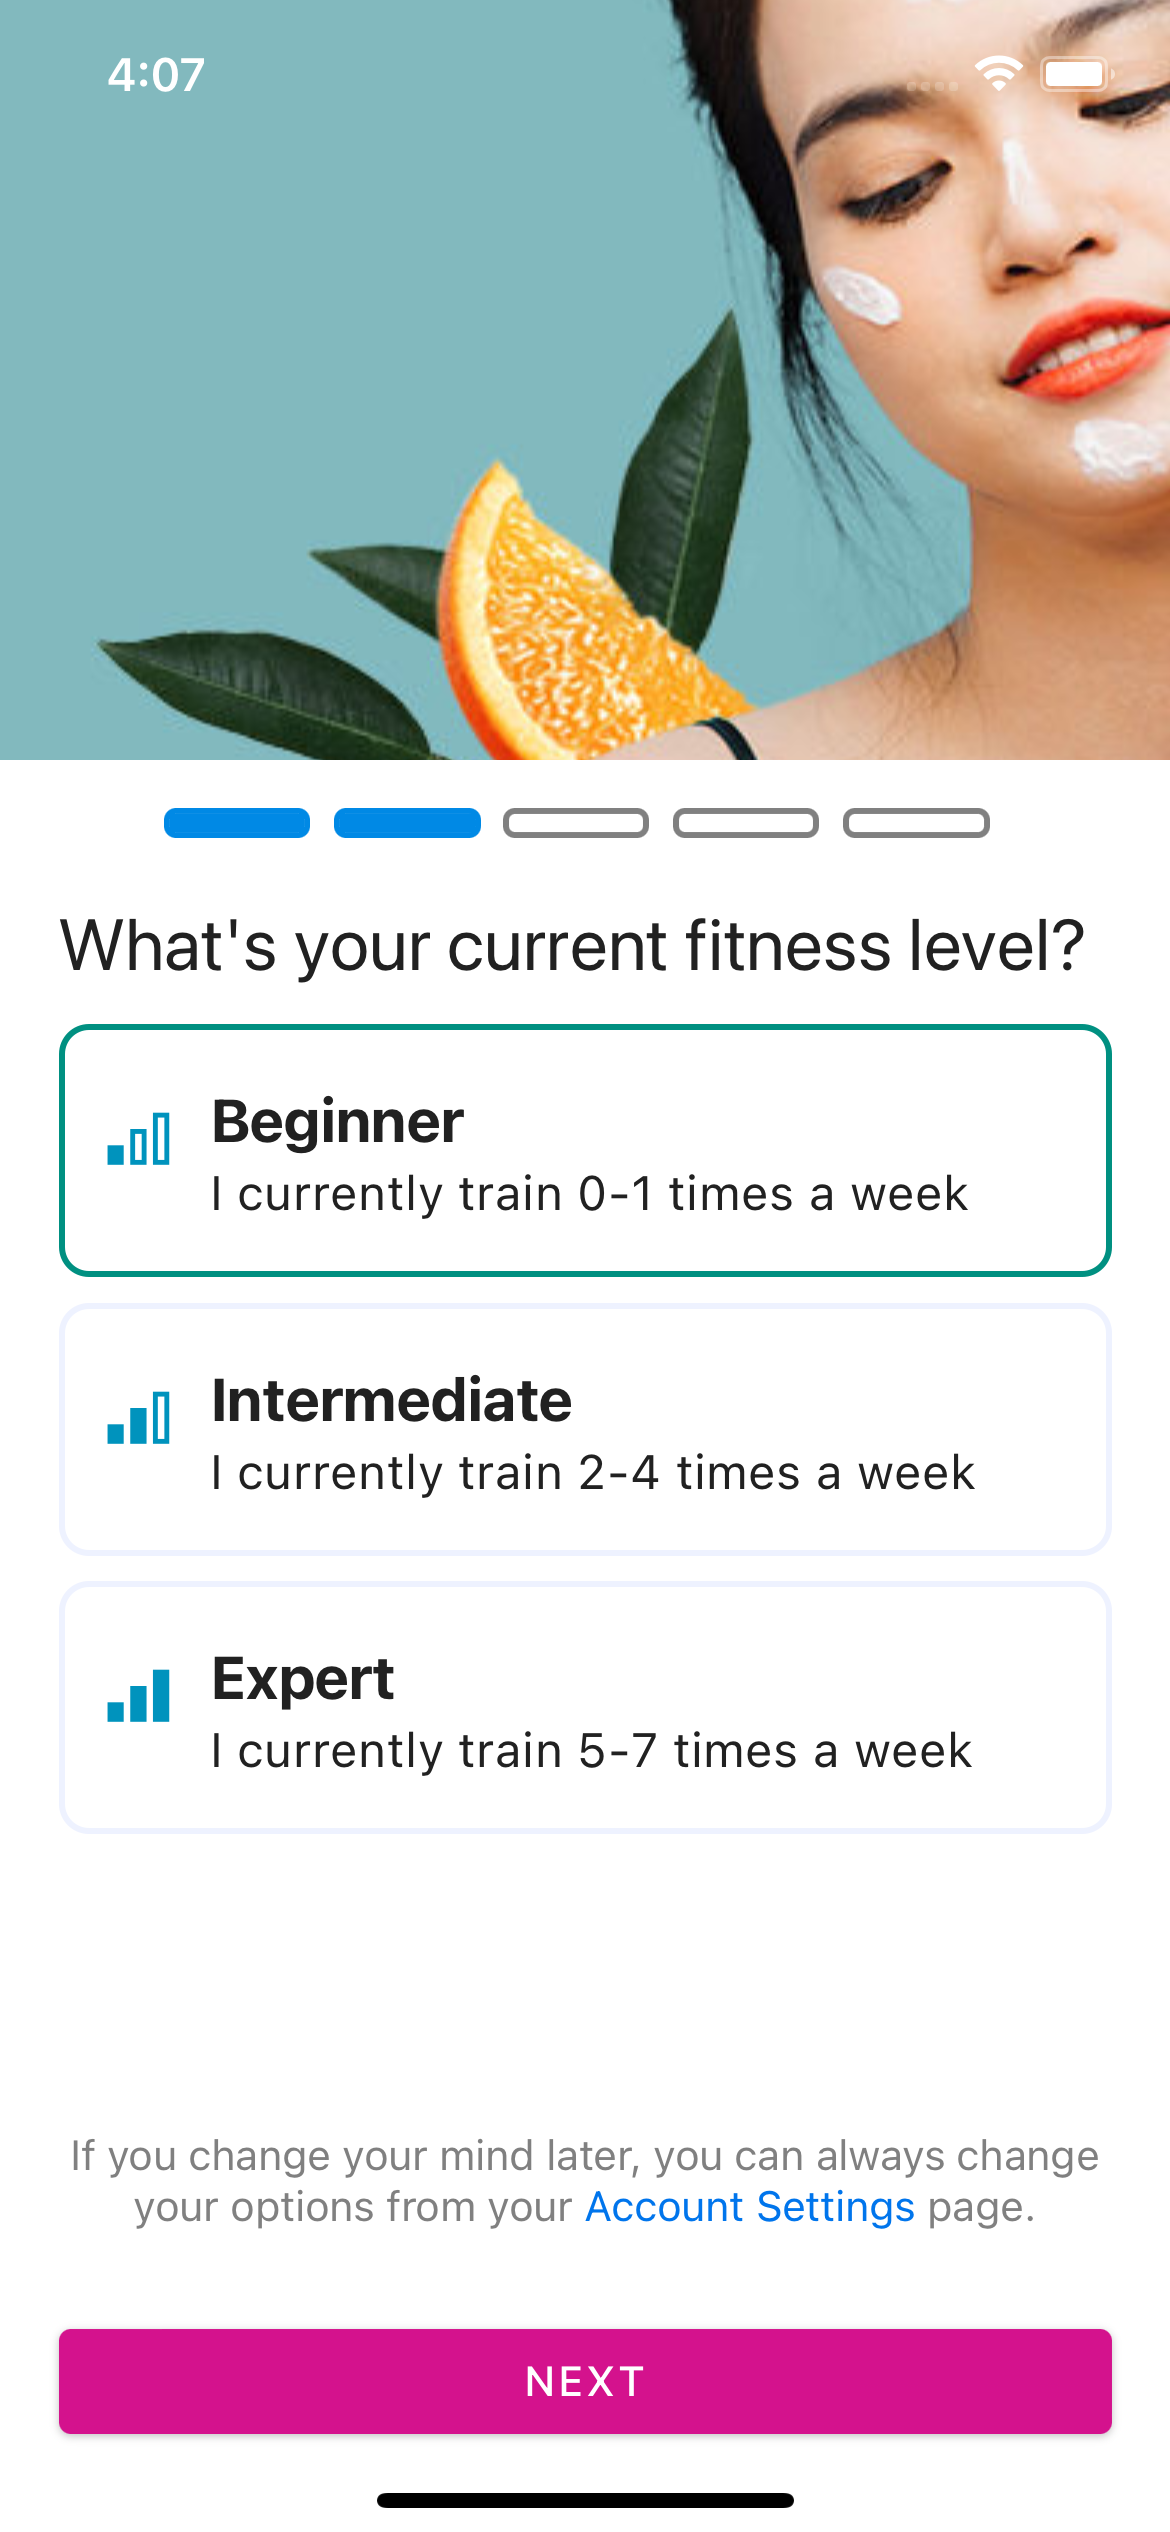 4:07
What's your current fitness level?
Beginner
I currently train 0-1 times a week
Intermediate
I currently train 2-4 times a week
Expert
I currently train 5-7 times a week
If you change your mind later, you can always change
your options from your Account Settings page.
NEXT